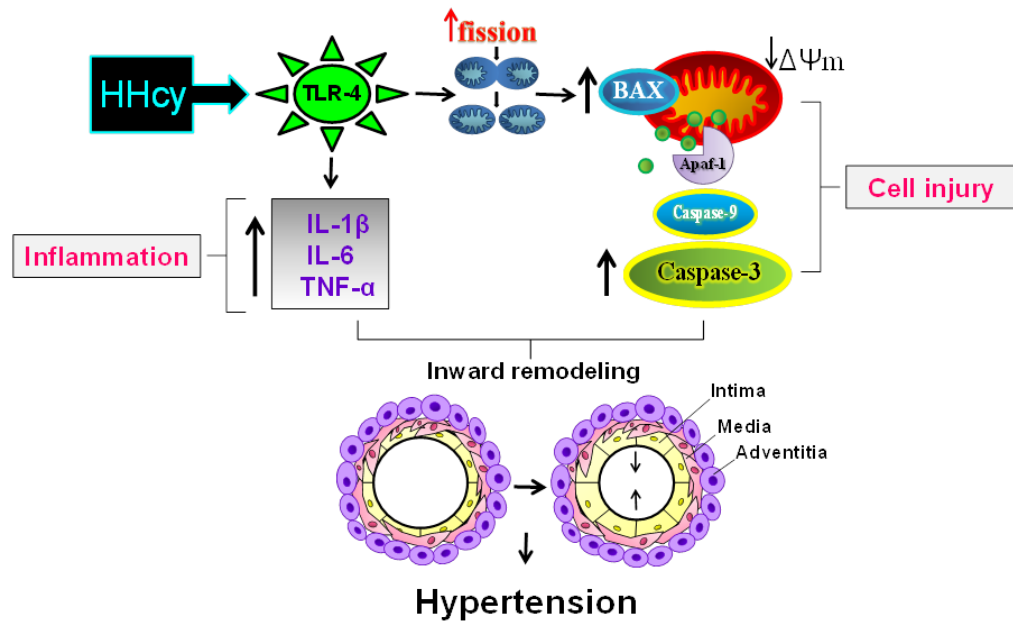 ↑fission
HHcy
TLR-4
BAX
↓ΔΨm
Apaf-1
Cell injury
Caspase-9
Inflammation
IL-1β
IL-6
TNF-α
Caspase-3
Inward remodeling
Intima
Media
Adventitia
Hypertension